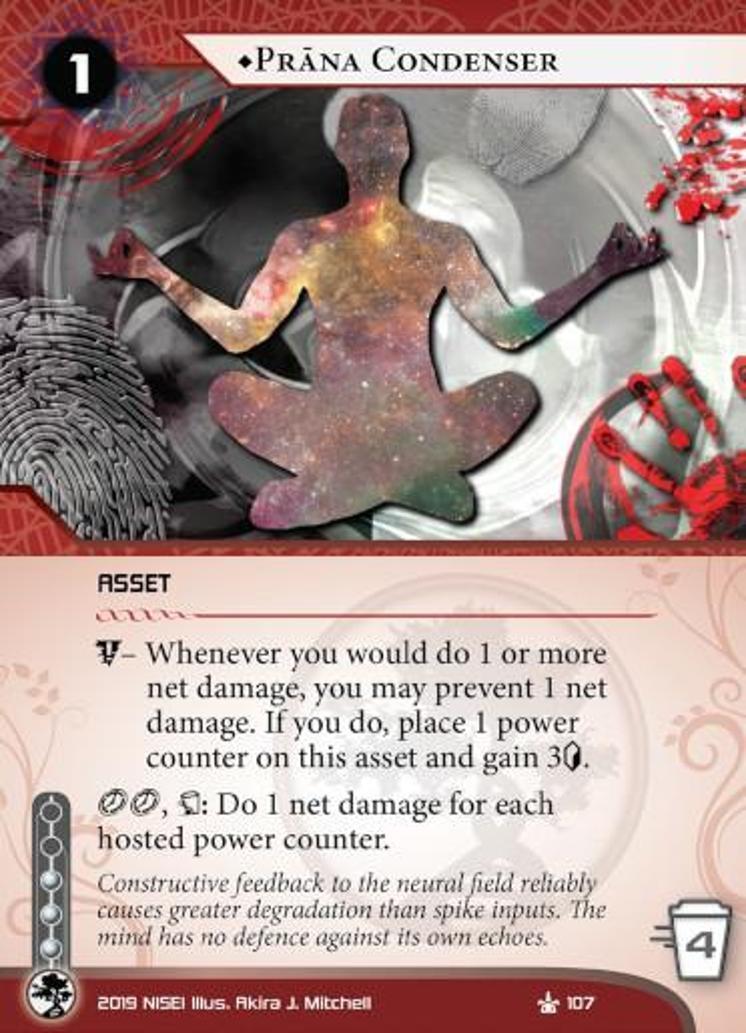 1
♦Prāna Condenser
ASSET
– Whenever you would do 1 or more
net damage, you may prevent 1 net
damage. If you do, place 1 power
counter on this asset and gain 3.
, : Do 1 net damage for each
hosted power counter.
Constructive feedback to the neural field reliably
causes greater degradation than spike inputs. The
mind has no defence against its own echoes.
4
2019 NISEI Illus. Akira J. Mitchell
107